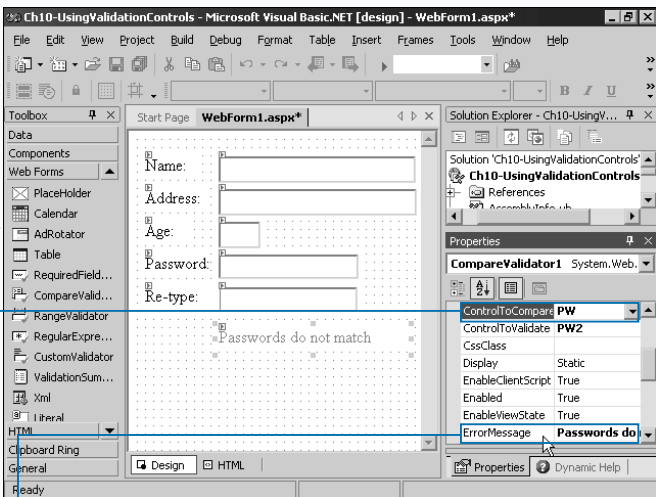 Ch10-UsingValidationControls - Microsoft Visual Basic.NET [design] - WebForm1.aspx*
File Edit View Project Build Debug Format Table Insert Frames Tools Window Help
B I U
Toolbox
Data
Components
Web Forms
PlaceHolder
Calendar
AdRotator
Table
RequiredField...
CompareValid...
RangeValidator
RegularExpre...
CustomValidator
ValidationSum...
Xml
Literal
HTML
Clipboard Ring
General
Start Page WebForm1.aspx*
Name:
Address:
Age:
Password:
Re-type:
Passwords do not match
Design HTML
Solution Explorer - Ch10-UsingV...
Solution 'Ch10-UsingValidationControls'
Ch10-UsingValidationControls
References
AssemblyInfo.vb
Properties
CompareValidator1 System.Web.
ControlToCompare PW
ControlToValidate PW2
CssClass
Display Static
EnableClientScript True
Enabled True
EnableViewState True
ErrorMessage Passwords do
Properties Dynamic Help
Ready